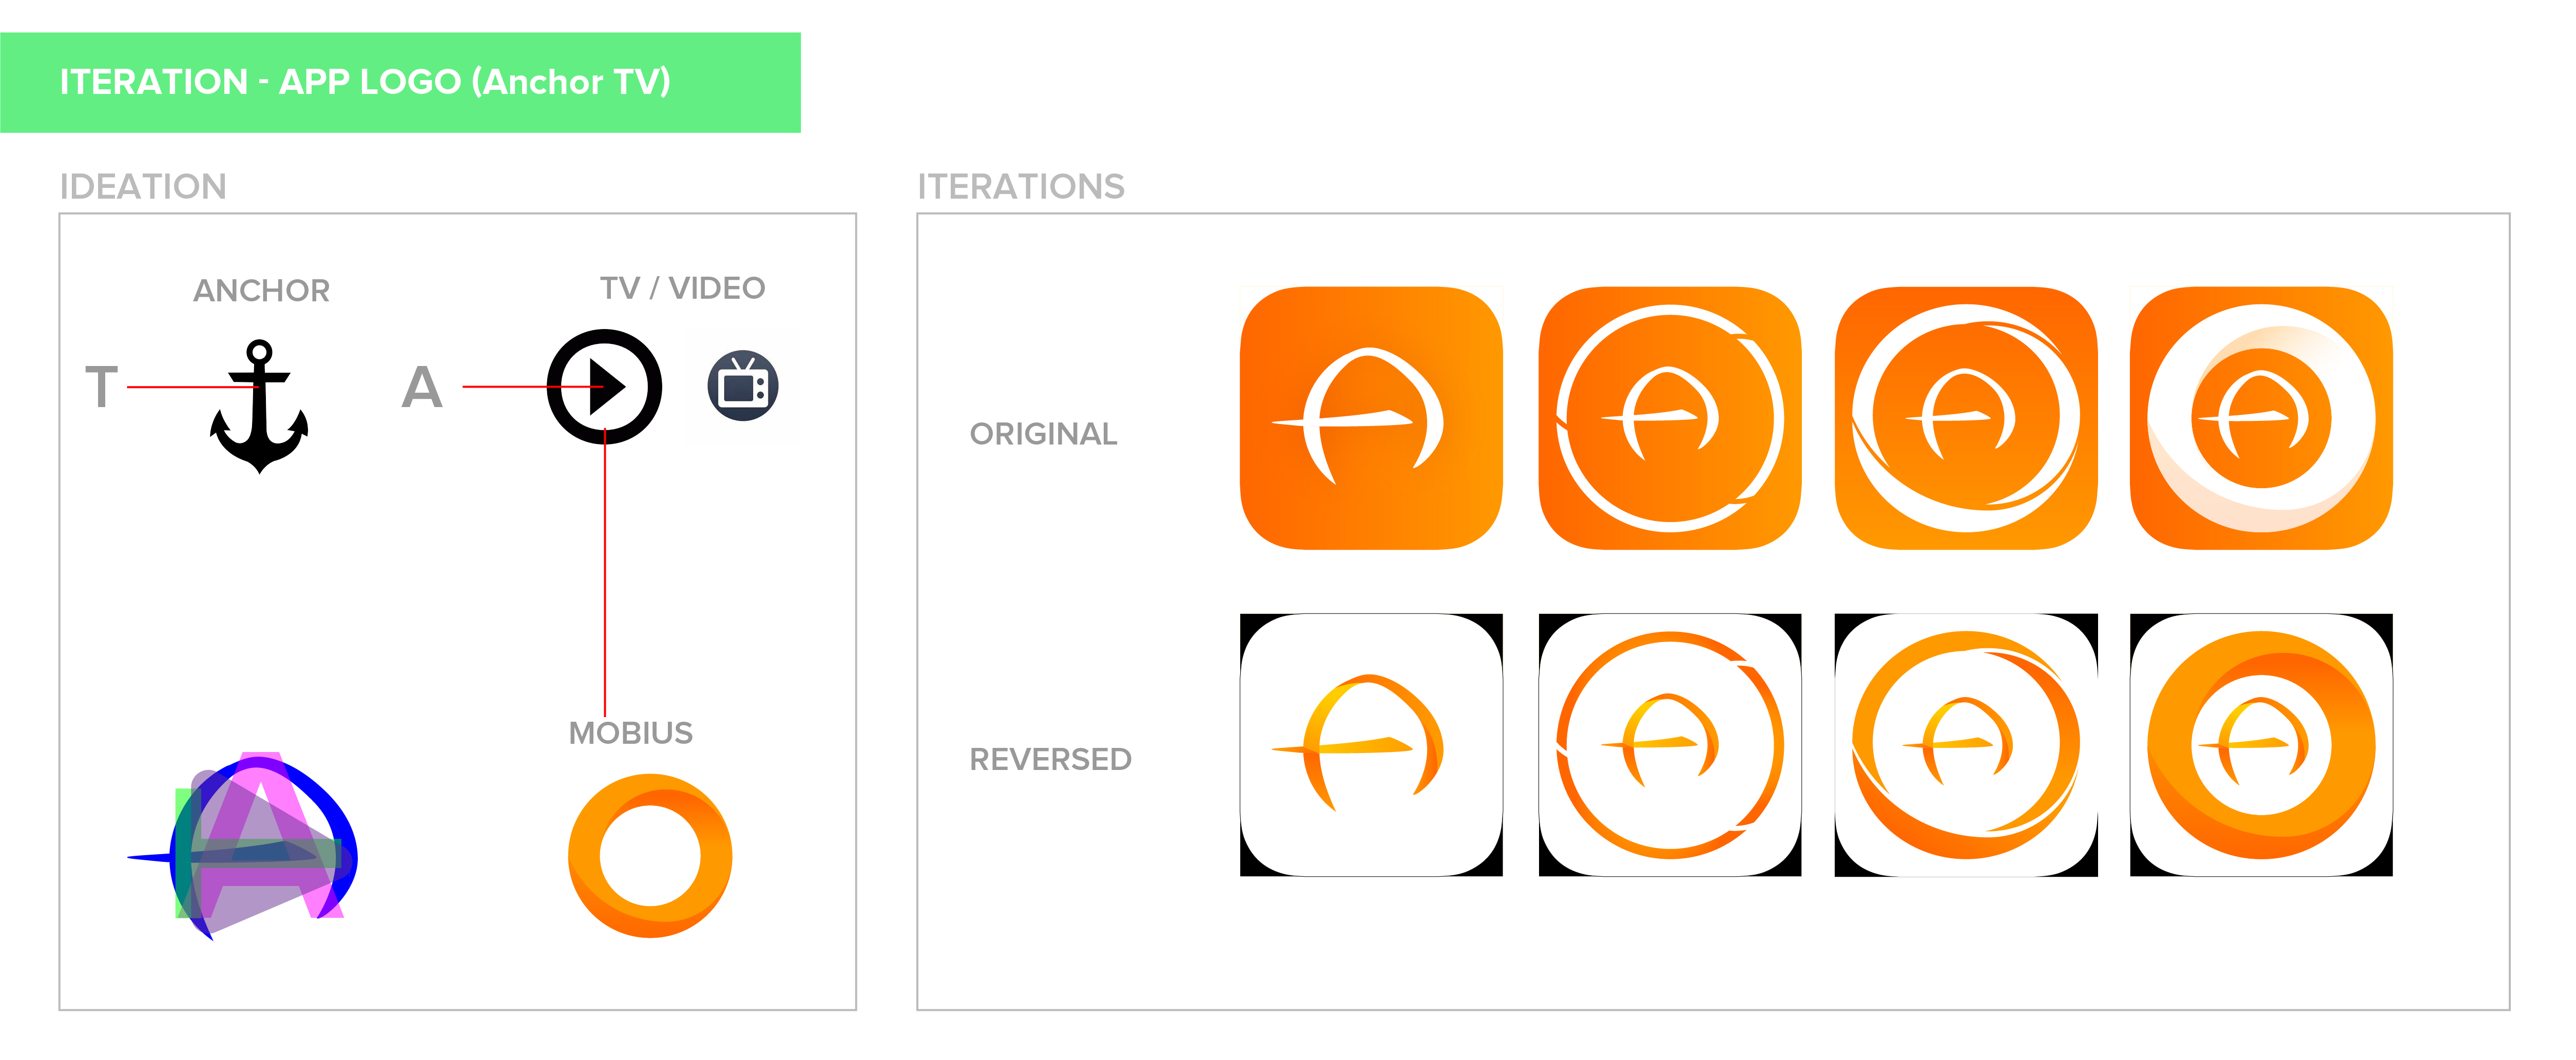 ITERATION - APP LOGO (Anchor TV)
IDEATION
ANCHOR
TV / VIDEO
T
A
MOBIUS
A
ITERATIONS
ORIGINAL
REVERSED